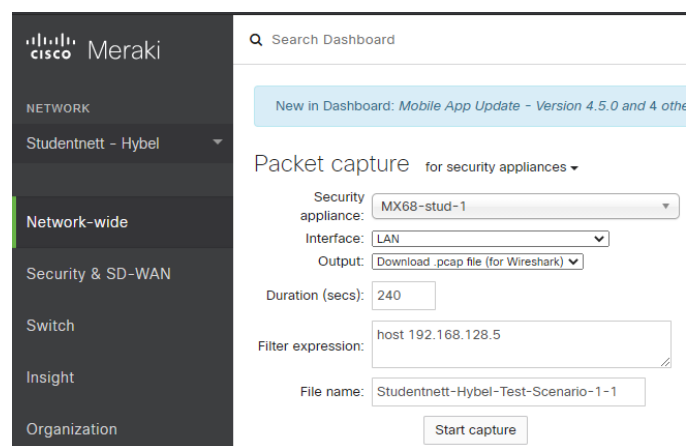 cisco Meraki
Search Dashboard
NETWORK
Studentnett - Hybel
Network-wide
Security & SD-WAN
Switch
Insight
Organization
New in Dashboard: Mobile App Update - Version 4.5.0 and 4 othe
Packet capture for security appliances
Security
appliance: MX68-stud-1
Interface: LAN
Output: Download .pcap file (for Wireshark)
Duration (secs): 240
Filter expression: host 192.168.128.5
File name: Studentnett-Hybel-Test-Scenario-1-1
Start capture